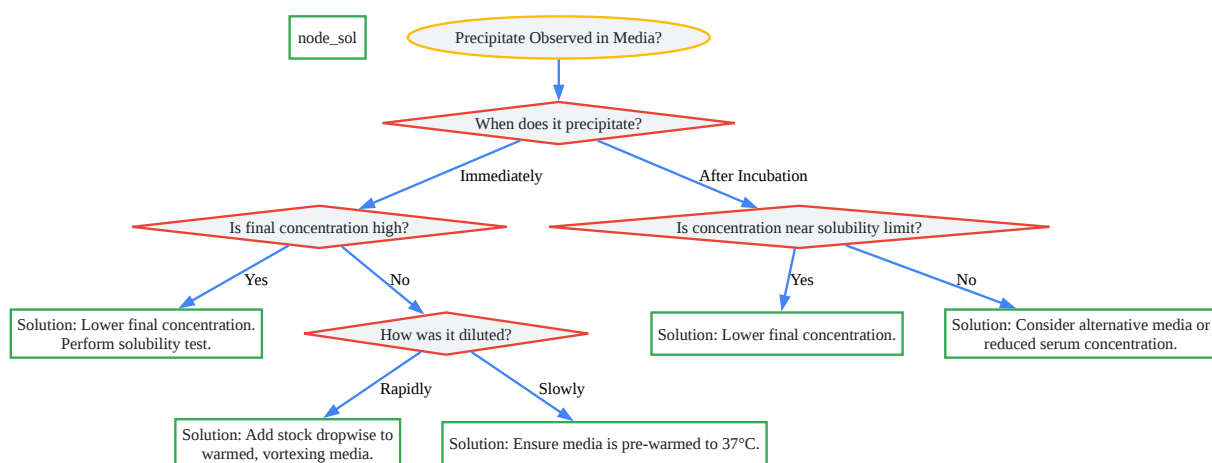 node_sol
Precipitate Observed in Media?
When does it precipitate?
Immediately
After Incubation
Is final concentration high?
Is concentration near solubility limit?
Yes
No
Yes
No
Solution: Lower final concentration.
Perform solubility test.
How was it diluted?
Solution: Lower final concentration.
Solution: Consider alternative media or
reduced serum concentration.
Rapidly
Slowly
Solution: Add stock dropwise to
warmed, vortexing media.
Solution: Ensure media is pre-warmed to 37°C.